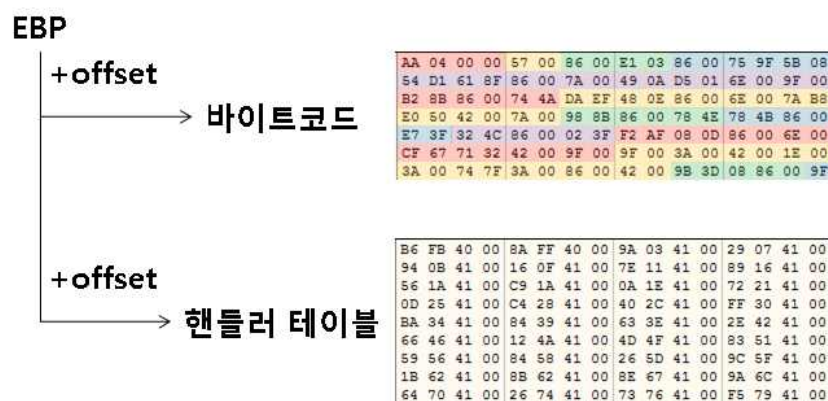 EBP
+offset
바이트코드
AA 04 00 00 57 00 86 00 E1 03 86 00 75 9F 5B 08
54 D1 61 8F 86 00 7A 00 49 0A D5 01 6E 00 9F 00
B2 8B 86 00 74 4A DA EF 48 0E 86 00 6E 00 7A B8
E0 50 42 00 7A 00 98 8B 86 00 78 4E 78 4B 86 00
E7 3F 32 4C 86 00 02 3F F2 AF 08 0D 86 00 6E 00
CF 67 71 32 42 00 9F 00 9F 00 3A 00 42 00 1E 00
3A 00 74 7F 3A 00 86 00 42 00 9B 3D 08 86 00 9F
+offset
핸들러 테이블
B6 FB 40 00 8A FF 40 00 9A 03 41 00 29 07 41 00
94 0B 41 00 16 0F 41 00 7E 11 41 00 89 16 41 00
56 1A 41 00 C9 1A 41 00 0A 1E 41 00 72 21 41 00
0D 25 41 00 C4 28 41 00 40 2C 41 00 FF 30 41 00
BA 34 41 00 84 39 41 00 63 3E 41 00 2E 42 41 00
66 46 41 00 12 4A 41 00 4D 4F 41 00 83 51 41 00
59 56 41 00 84 58 41 00 26 5D 41 00 9C 5F 41 00
1B 62 41 00 8B 62 41 00 8E 67 41 00 9A 6C 41 00
64 70 41 00 26 74 41 00 73 76 41 00 F5 79 41 00